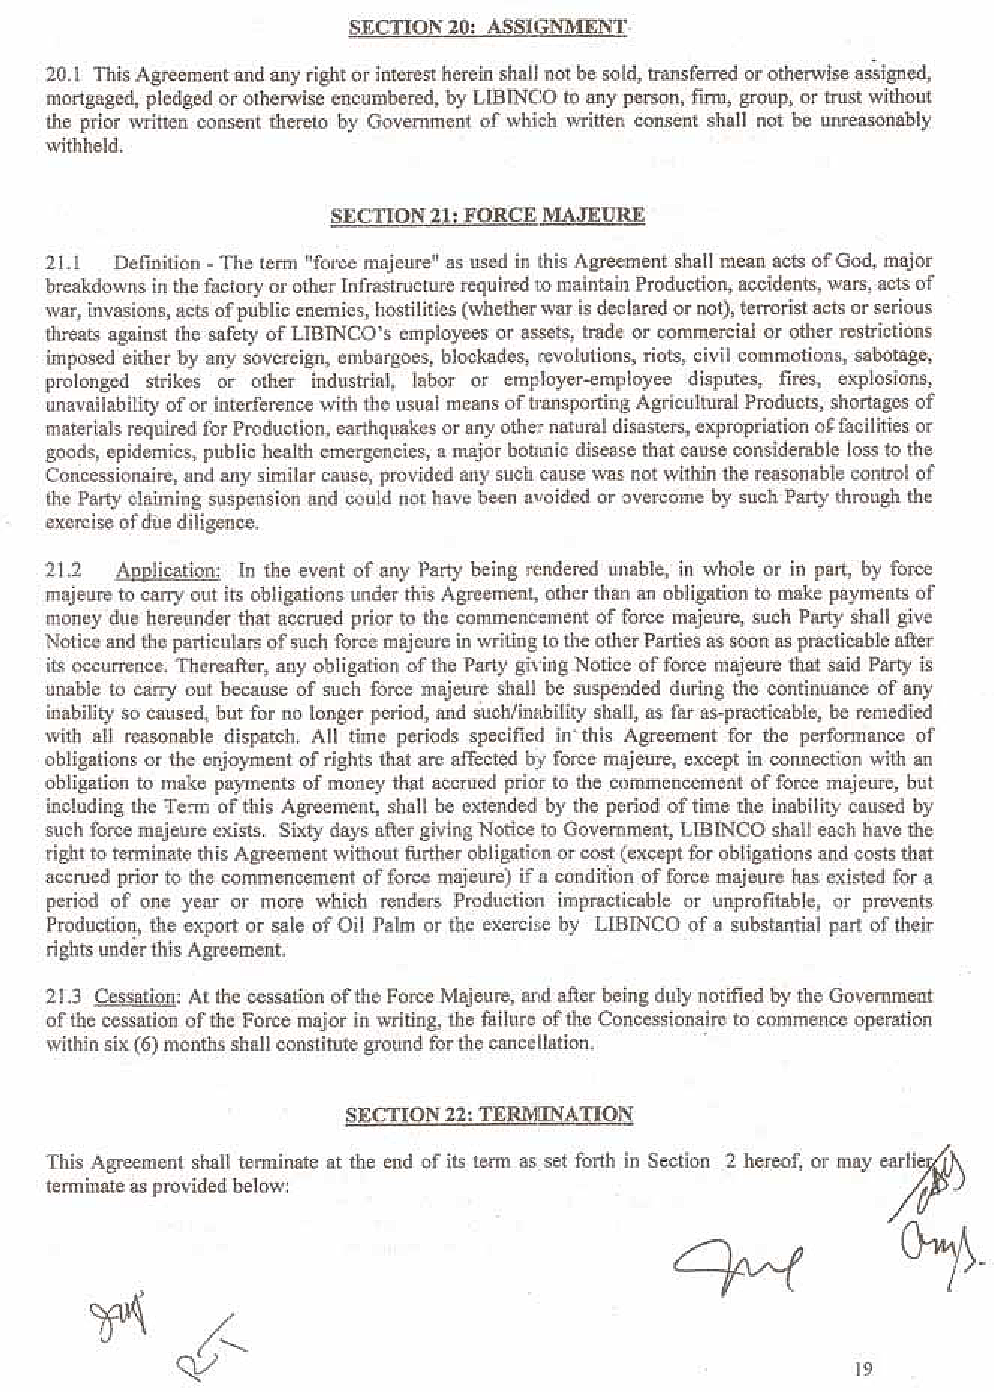 SECTION 20: ASSIGNMENT
20.1 This Agreement and any right or interest herein shall not be sold, transferred or otherwise assigned,
mortgaged, pledged or otherwise encumbered, by LIBINCO to any person, firm, group, or trust without
the prior written consent thereto by Government of which written consent shall not be unreasonably
withheld.
SECTION 21: FORCE MAJEURE
21.1 Definition - The term "force majeure" as used in this Agreement shall mean acts of God, major
breakdowns in the factory or other Infrastructure required to maintain Production, accidents, wars, acts of
war, invasions, acts of public enemies, hostilities (whether war is declared or not), terrorist acts or serious
threats against the safety of LIBINCO's employees or assets, trade or commercial or other restrictions
imposed either by any sovereign, embargoes, blockades, revolutions, riots, civil commotions, sabotage,
prolonged strikes or other industrial, labor or employer-employee disputes, fires, explosions,
unavailability of or interference with the usual means of transporting Agricultural Products, shortages of
materials required for Production, earthquakes or any other natural disasters, expropriation of facilities or
goods, epidemics, public health emergencies, a major botanic disease that cause considerable loss to the
Concessionaire, and any similar cause, provided any such cause was not within the reasonable control of
the Party claiming suspension and could not have been avoided or overcome by such Party through the
exercise of due diligence.
21.2 Application: In the event of any Party being rendered unable, in whole or in part, by force
majeure to carry out its obligations under this Agreement, other than an obligation to make payments of
money due hereunder that accrued prior to the commencement of force majeure, such Party shall give
Notice and the particulars of such force majeure in writing to the other Parties as soon as practicable after
its occurrence. Thereafter, any obligation of the Party giving Notice of force majeure that said Party is
unable to carry out because of such force majeure shall be suspended during the continuance of any
inability so caused, but for no longer period, and such/inability shall, as far as-practicable, be remedied
with all reasonable dispatch. All time periods specified in this Agreement for the performance of
obligations or the enjoyment of rights that are affected by force majeure, except in connection with an
obligation to make payments of money that accrued prior to the commencement of force majeure, but
including the Term of this Agreement, shall be extended by the period of time the inability caused by
such force majeure exists. Sixty days after giving Notice to Government, LIBINCO shall each have the
right to terminate this Agreement without further obligation or cost (except for obligations and costs that
accrued prior to the commencement of force majeure) if a condition of force majeure has existed for a
period of one year or more which renders Production impracticable or unprofitable, or prevents
Production, the export or sale of Oil Palm or the exercise by LIBINCO of a substantial part of their
rights under this Agreement.
21.3 Cessation: At the cessation of the Force Majeure, and after being duly notified by the Government
of the cessation of the Force major in writing, the failure of the Concessionaire to commence operation
within six (6) months shall constitute ground for the cancellation.
SECTION 22: TERMINATION
This Agreement shall terminate at the end of its term as set forth in Section 2 hereof, or may earlier
terminate as provided below:
RT
19